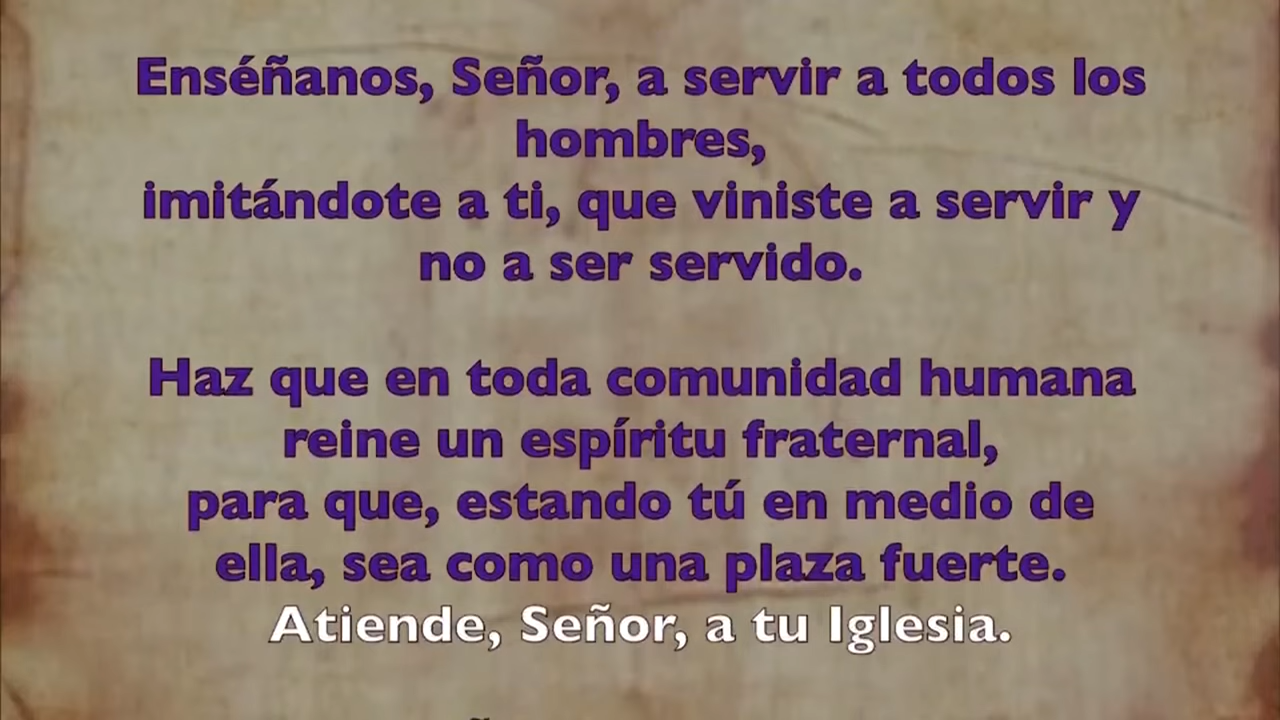 Enséñanos, Señor, a servir a todos los
hombres,
imitándote a ti, que viniste a servir y
no a ser servido.
Haz que en toda comunidad humana
reine un espíritu fraternal,
para que, estando tú en medio de
ella, sea como una plaza fuerte.
Atiende, Señor, a tu Iglesia.